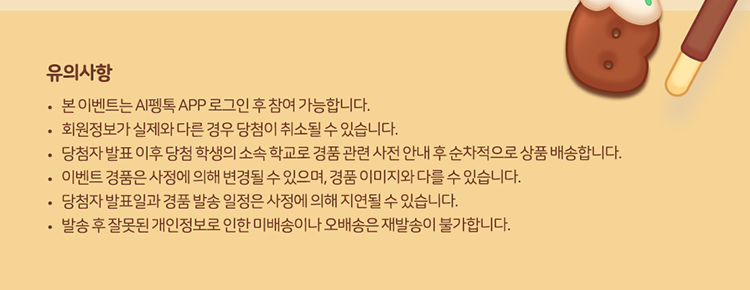 유의사항
• 본 이벤트는 AI펭톡 APP 로그인 후 참여 가능합니다.
• 회원정보가 실제와 다른 경우 당첨이 취소될 수 있습니다.
• 당첨자 발표 이후 당첨 학생의 소속 학교로 경품 관련 사전 안내 후 순차적으로 상품 배송합니다.
• 이벤트 경품은 사정에 의해 변경될 수 있으며, 경품 이미지와 다를 수 있습니다.
• 당첨자 발표일과 경품 발송 일정은 사정에 의해 지연될 수 있습니다.
• 발송 후 잘못된 개인정보로 인한 미배송이나 오배송은 재발송이 불가합니다.